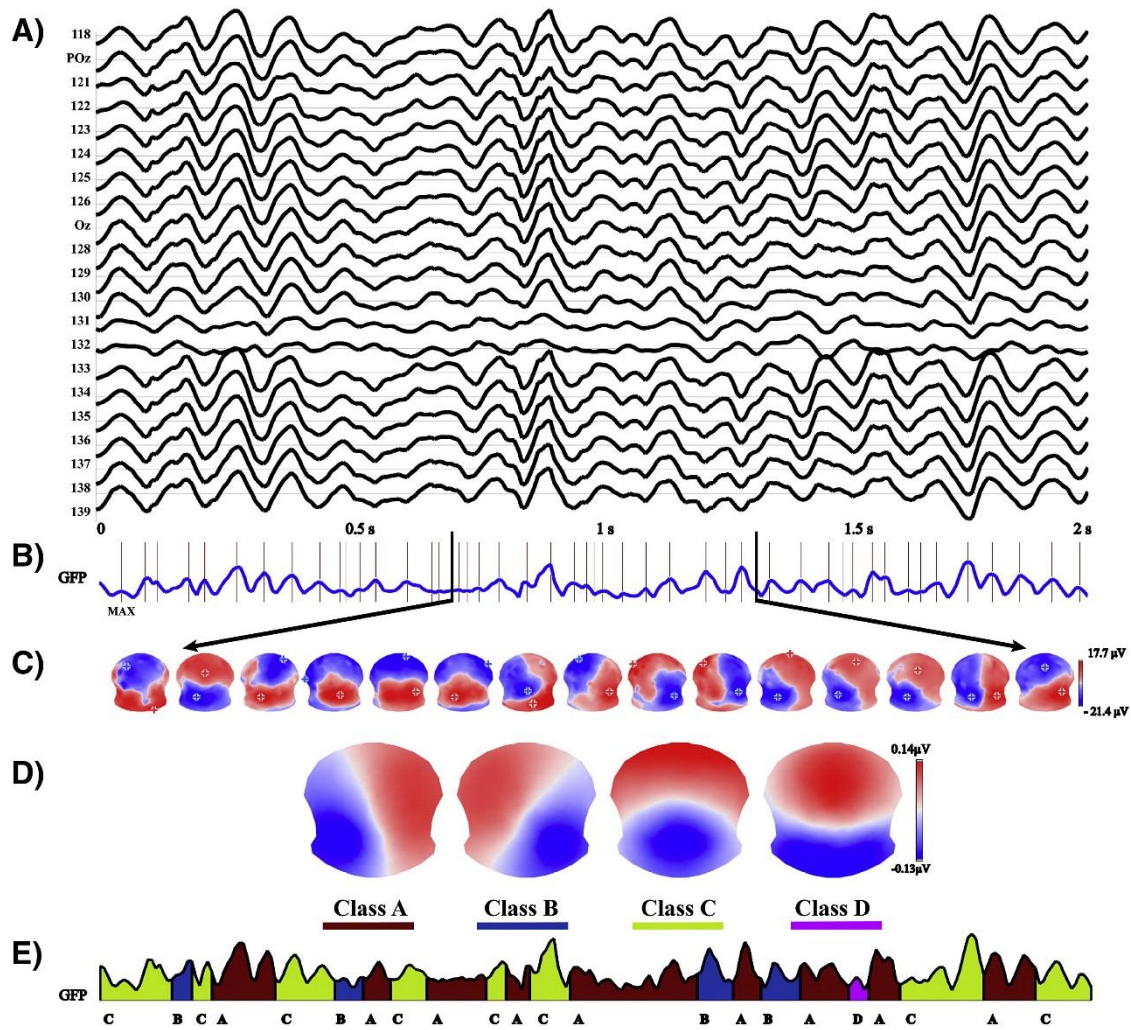 A)
118
POz
121
122
123
124
125
126
Oz
128
129
130
131
132
133
134
135
136
137
138
139
0 0.5 s 1 s 1.5 s 2 s
B)
GFP
MAX
C)
17.7 µV
- 21.4 µV
D)
0.14µV
-0.13µV
Class A Class B Class C Class D
E)
GFP
C B C A C B A C A C A C A B A B A D A C A C